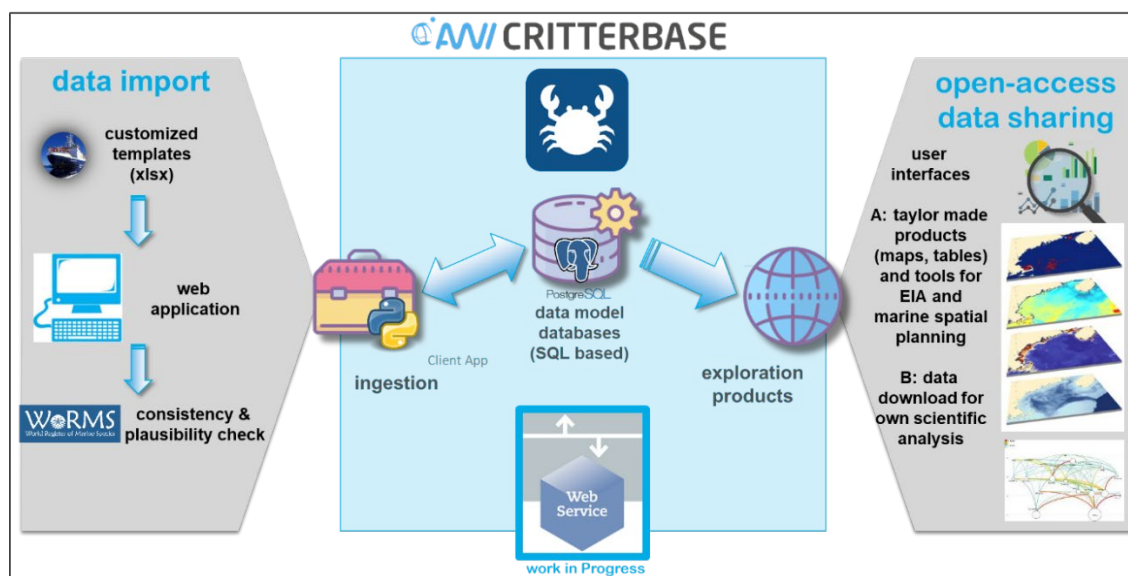 AWI CRITTERBASE
data import
customized
templates
(xlsx)
web
application
WoRMS
World Register of Marine Species
consistency &
plausibility check
ingestion
Client App
PostgreSQL
data model
databases
(SQL based)
exploration
products
Web
Service
work in Progress
open-access
data sharing
user
interfaces
A: taylor made
products
(maps, tables)
and tools for
EIA and
marine spatial
planning
B: data
download for
own scientific
analysis